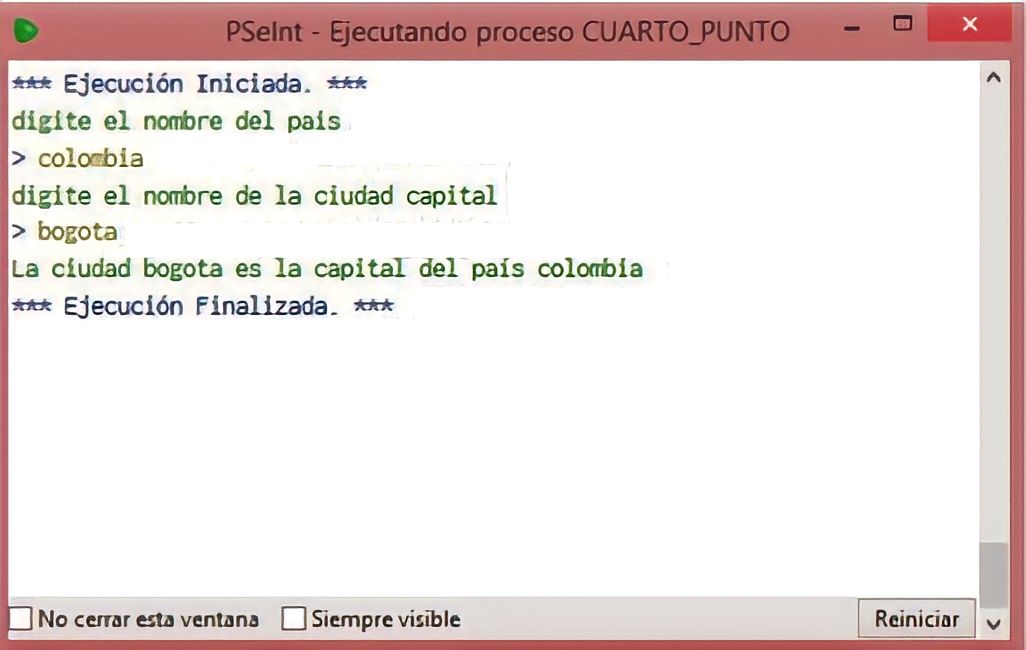 PSeInt - Ejecutando proceso CUARTO_PUNTO
*** Ejecución Iniciada. ***
digite el nombre del pais
> colombia
digite el nombre de la ciudad capital
> bogota
La ciudad bogota es la capital del país colombia
*** Ejecución Finalizada. ***
No cerrar esta ventana Siempre visible Reiniciar